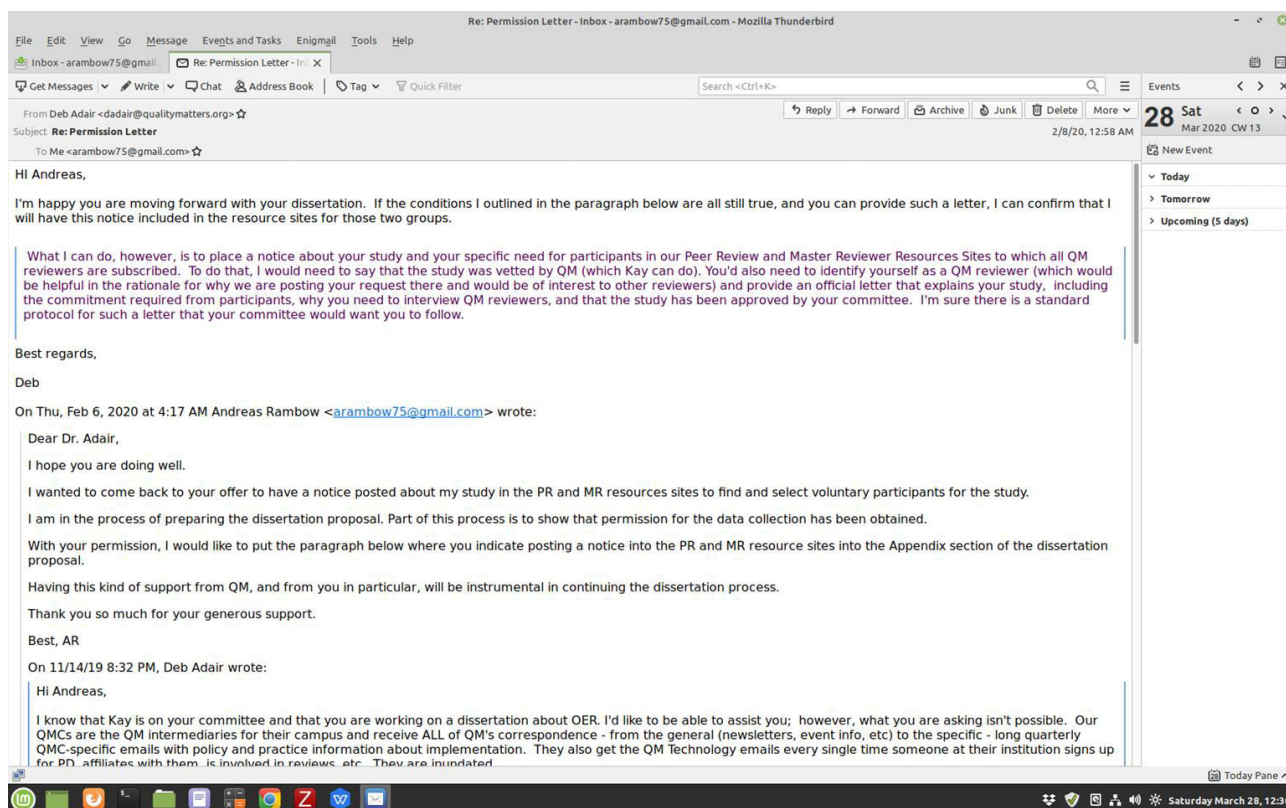 Re: Permission Letter - Inbox - arambow75@gmail.com - Mozilla Thunderbird
File Edit View Go Message Events and Tasks Enigmail Tools Help
Inbox - arambow75@gmail Re: Permission Letter - In
Get Messages Write Chat Address Book Tag Quick Filter Search <Ctrl+K> Events
From Deb Adair <dadair@qualitymatters.org> Reply Forward Archive Junk Delete More
28 Sat
Subject Re: Permission Letter 2/8/20, 12:58 AM Mar 2020 CW 13
To Me <arambow75@gmail.com> New Event
Today
Tomorrow
Upcoming (5 days)
HI Andreas,
I'm happy you are moving forward with your dissertation. If the conditions I outlined in the paragraph below are all still true, and you can provide such a letter, I can confirm that I
will have this notice included in the resource sites for those two groups.
What I can do, however, is to place a notice about your study and your specific need for participants in our Peer Review and Master Reviewer Resources Sites to which all QM
reviewers are subscribed. To do that, I would need to say that the study was vetted by QM (which Kay can do). You'd also need to identify yourself as a QM reviewer (which would
be helpful in the rationale for why we are posting your request there and would be of interest to other reviewers) and provide an official letter that explains your study, including
the commitment required from participants, why you need to interview QM reviewers, and that the study has been approved by your committee. I'm sure there is a standard
protocol for such a letter that your committee would want you to follow.
Best regards,
Deb
On Thu, Feb 6, 2020 at 4:17 AM Andreas Rambow <arambow75@gmail.com> wrote:
Dear Dr. Adair,
I hope you are doing well.
I wanted to come back to your offer to have a notice posted about my study in the PR and MR resources sites to find and select voluntary participants for the study.
I am in the process of preparing the dissertation proposal. Part of this process is to show that permission for the data collection has been obtained.
With your permission, I would like to put the paragraph below where you indicate posting a notice into the PR and MR resource sites into the Appendix section of the dissertation
proposal.
Having this kind of support from QM, and from you in particular, will be instrumental in continuing the dissertation process.
Thank you so much for your generous support.
Best, AR
On 11/14/19 8:32 PM, Deb Adair wrote:
Hi Andreas,
I know that Kay is on your committee and that you are working on a dissertation about OER. I'd like to be able to assist you; however, what you are asking isn't possible. Our
QMCs are the QM intermediaries for their campus and receive ALL of QM's correspondence - from the general (newsletters, event info, etc) to the specific - long quarterly
QMC-specific emails with policy and practice information about implementation. They also get the QM Technology emails every single time someone at their institution signs up
for PD, affiliates with them, is involved in reviews, etc. They are inundated
Today Pane
Saturday March 28, 12:3